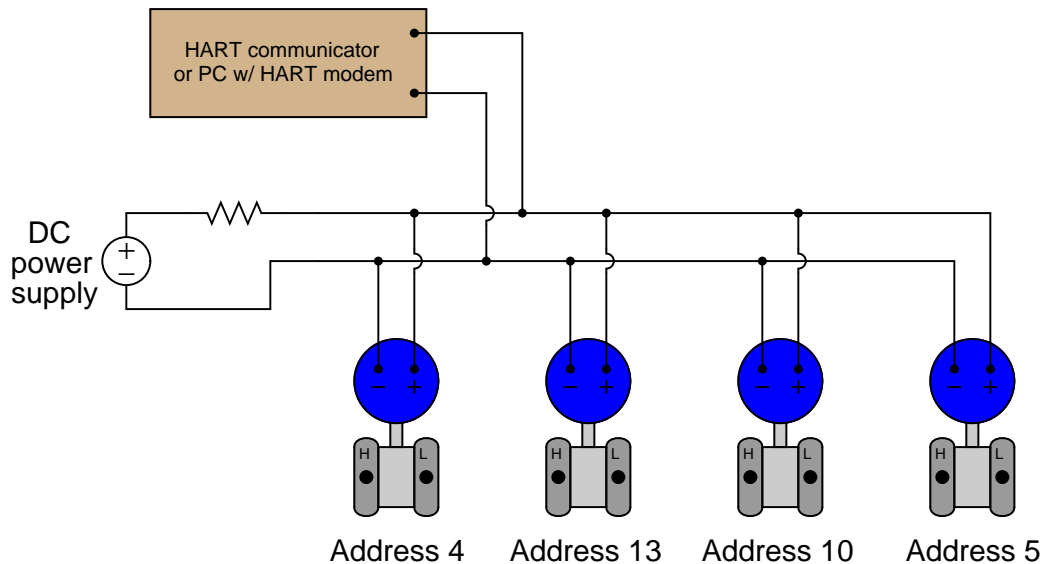 HART communicator
or PC w/ HART modem
DC
power
supply
+
−
− +
− +
− +
− +
H L
H L
H L
H L
Address 4 Address 13 Address 10 Address 5